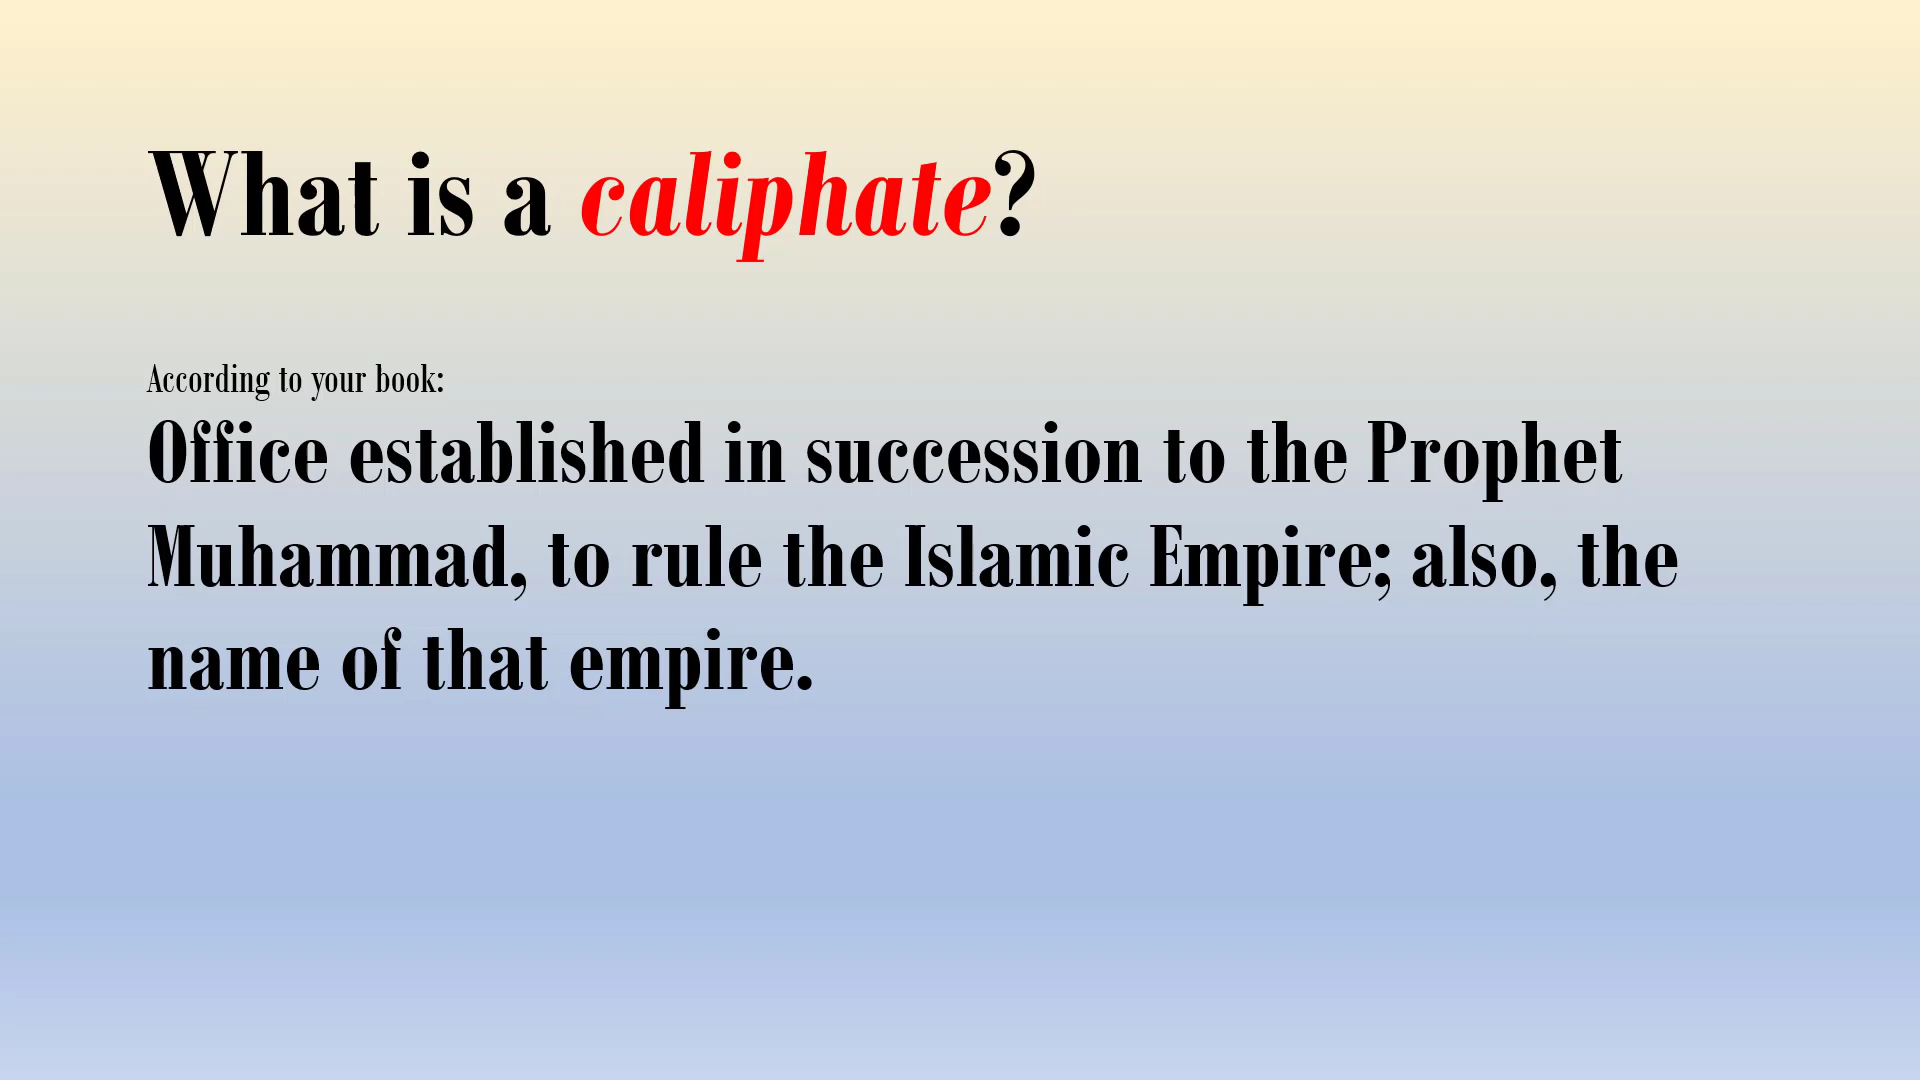 What is a caliphate?
According to your book:
Office established in succession to the Prophet
Muhammad, to rule the Islamic Empire; also, the
name of that empire.